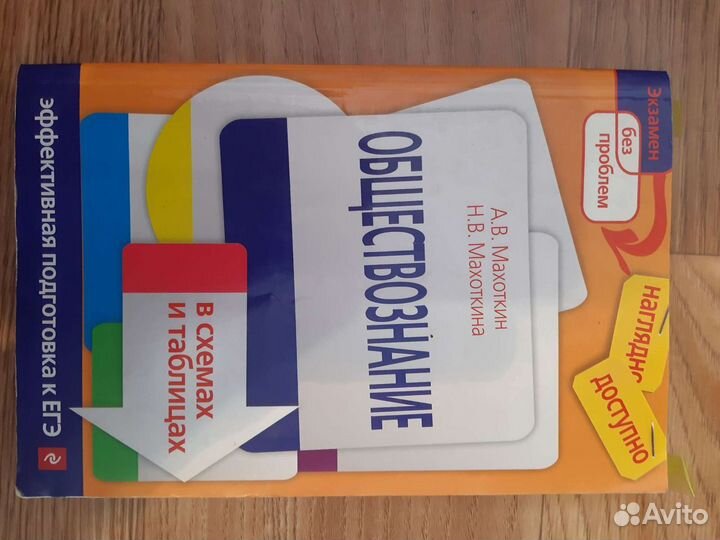 Экзамен
без
проблем
НАГЛЯДНО
ДОСТУПНО
А.В. Махоткин
Н.В. Махоткина
ОБЩЕСТВОЗНАНИЕ
в схемах
и таблицах
ЭФФЕКТИВНАЯ ПОДГОТОВКА К ЕГЭ
Avito